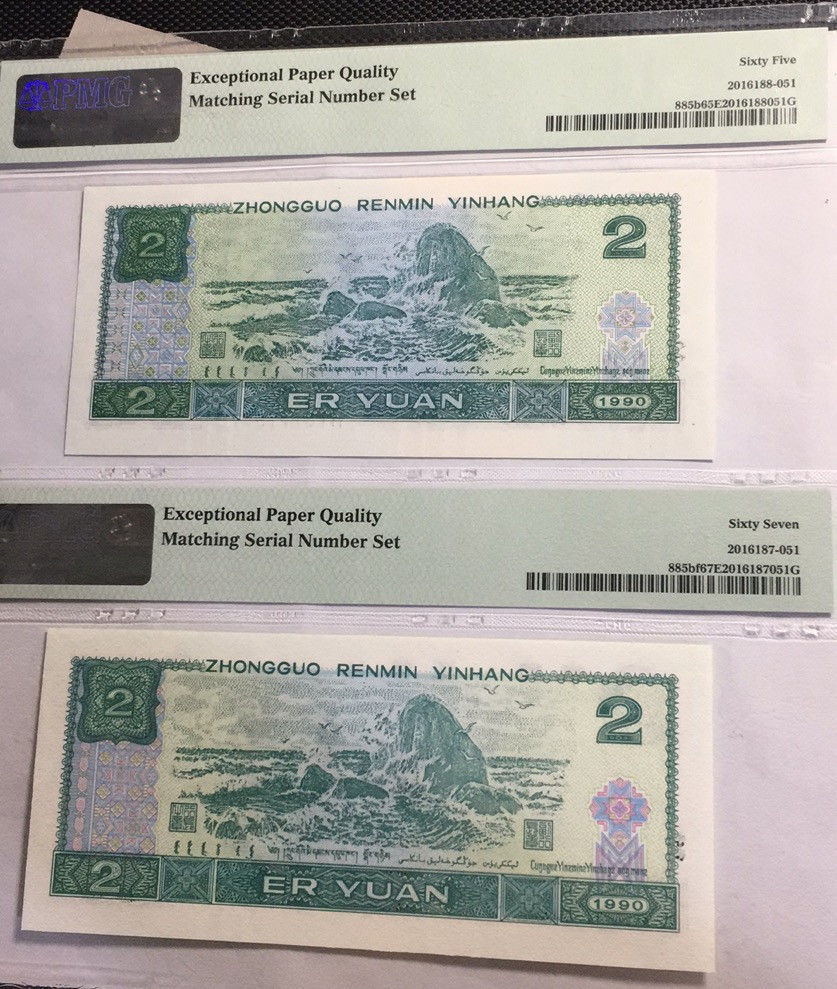 PMG
Exceptional Paper Quality
Matching Serial Number Set
Sixty Five
2016188-051
885b65E2016188051G
ZHONGGUO RENMIN YINHANG
2
2
2
ER YUAN
1990
Exceptional Paper Quality
Matching Serial Number Set
Sixty Seven
2016187-051
885bf67E2016187051G
ZHONGGUO RENMIN YINHANG
2
2
2
ER YUAN
1990